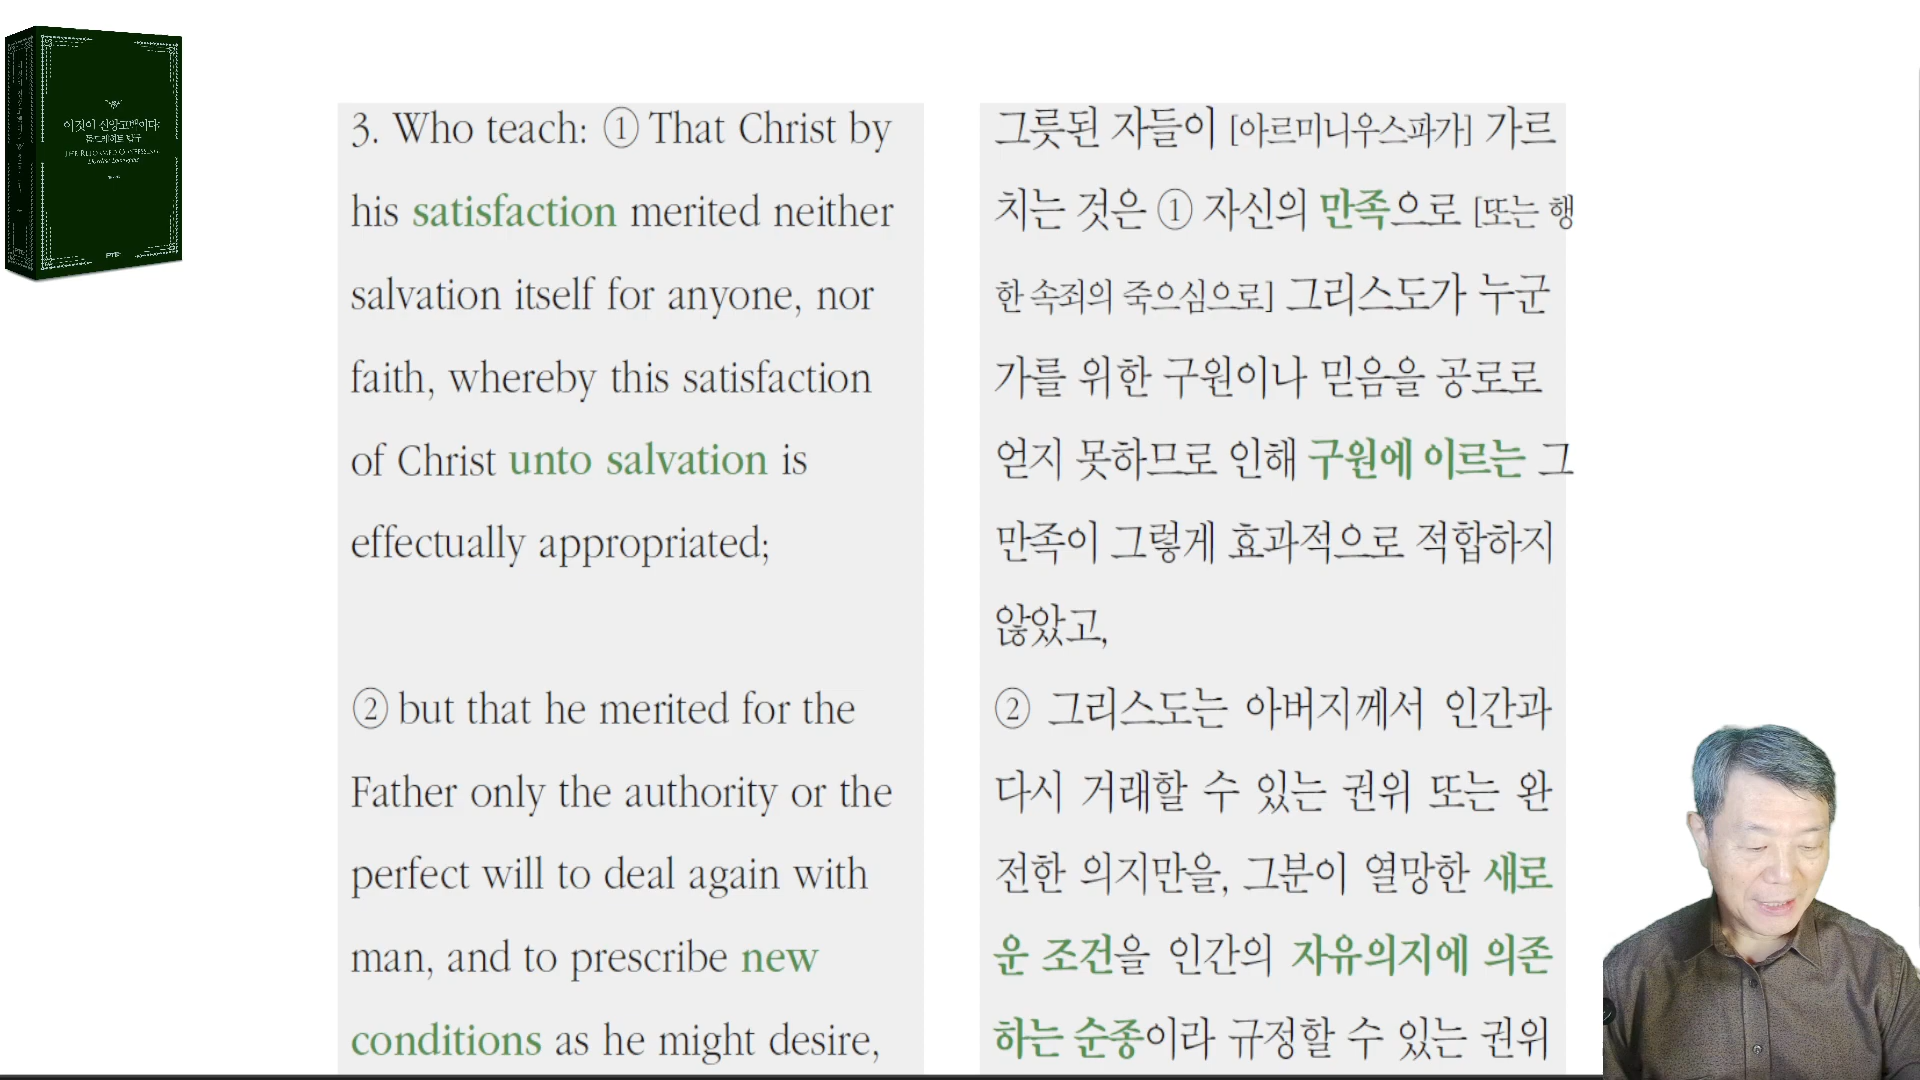 이것이 신앙고백이다:
3. Who teach: ① That Christ by
his satisfaction merited neither
salvation itself for anyone, nor
faith, whereby this satisfaction
of Christ unto salvation is
effectually appropriated;
② but that he merited for the
Father only the authority or the
perfect will to deal again with
man, and to prescribe new
conditions as he might desire,
그릇된 자들이 [아르미니우스파가] 가르
치는 것은 ① 자신의 만족으로 [또는 행
한 속죄의 죽으심으로] 그리스도가 누군
가를 위한 구원이나 믿음을 공로로
얻지 못하므로 인해 구원에 이르는 그
만족이 그렇게 효과적으로 적합하지
않았고,
② 그리스도는 아버지께서 인간과
다시 거래할 수 있는 권위 또는 완
전한 의지만을, 그분이 열망한 새로
운 조건을 인간의 자유의지에 의존
하는 순종이라 규정할 수 있는 권위